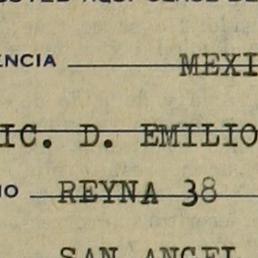 ENCIA MEXI
IC. D. EMILIO
IO REYNA 38
SAN ANGEL